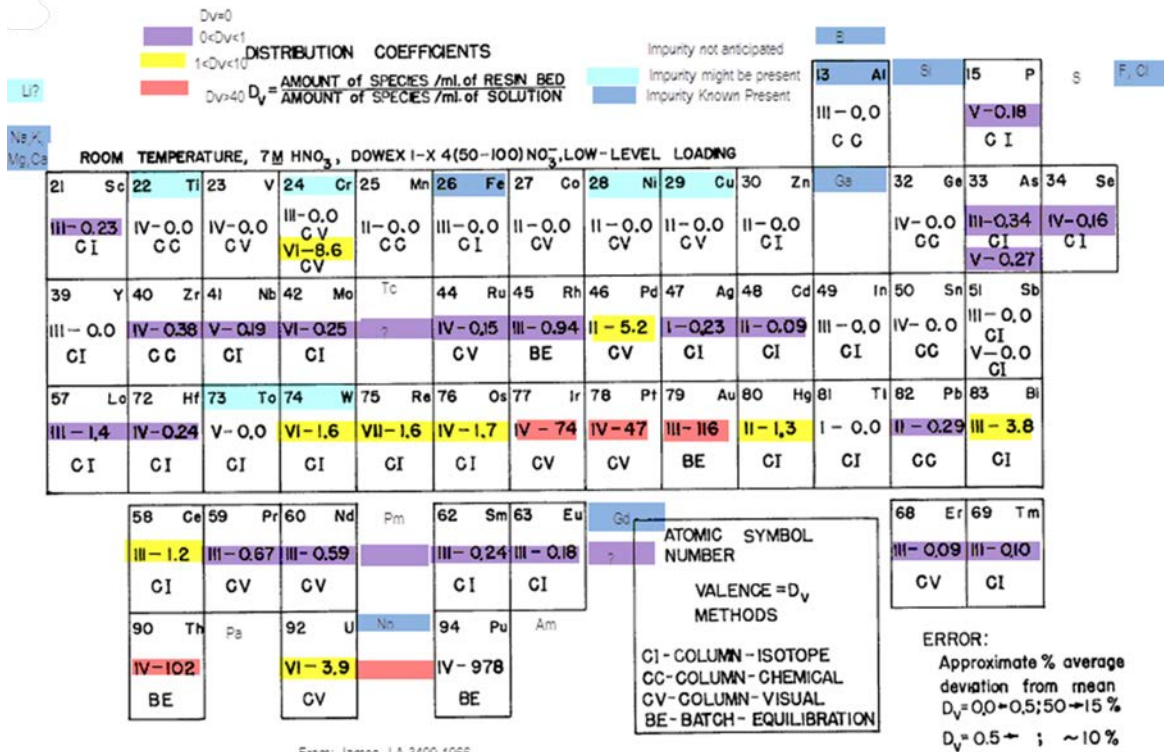 Dv=0
0<Dv<1
1<Dv<10
Dv>40
DISTRIBUTION COEFFICIENTS
Dv = AMOUNT of SPECIES /ml. of RESIN BED
AMOUNT of SPECIES /ml. of SOLUTION
Impurity not anticipated
Impurity might be present
Impurity Known Present
Li?
Na,K,
Mg,Ca
B
13 Al
Si
15 P
S
F, Cl
III-0.0
V-0.18
CC
CI
ROOM TEMPERATURE, 7M HNO3, DOWEX 1-X 4(50-100)NO3-, LOW-LEVEL LOADING
21 Sc 22 Ti 23 V 24 Cr 25 Mn 26 Fe 27 Co 28 Ni 29 Cu 30 Zn Ga 32 Ge 33 As 34 Se
III-0.23 IV-0.0 IV-0.0 III-0.0 II-0.0 III-0.0 II-0.0 II-0.0 II-0.0 II-0.0 IV-0.0 III-0.34 IV-0.16
CI CC CV CV CC CI CV CV CV CI CC CI CI
VI-8.6 V-0.27
CV
39 Y 40 Zr 41 Nb 42 Mo Tc 44 Ru 45 Rh 46 Pd 47 Ag 48 Cd 49 In 50 Sn 51 Sb
III-0.0 IV-0.38 V-0.19 VI-0.25 ? IV-0.15 III-0.94 II-5.2 I-0.23 II-0.09 III-0.0 IV-0.0 III-0.0
CI CC CI CI CV BE CV CI CI CI CC CI
V-0.0
CI
57 Lo 72 Hf 73 To 74 W 75 Re 76 Os 77 Ir 78 Pt 79 Au 80 Hg 81 Tl 82 Pb 83 Bi
III-1.4 IV-0.24 V-0.0 VI-1.6 VII-1.6 IV-1.7 IV-74 IV-47 III-116 II-1.3 I-0.0 II-0.29 III-3.8
CI CI CI CI CI CI CV CV BE CI CI CC CI
58 Ce 59 Pr 60 Nd Pm 62 Sm 63 Eu Gd 68 Er 69 Tm
III-1.2 III-0.67 III-0.59 III-0.24 III-0.18 ? III-0.09 III-0.10
CI CV CV CI CI CV CI
90 Th Pa 92 U 94 Pu Am
IV-102 VI-3.9 IV-978
BE CV BE
ATOMIC SYMBOL
NUMBER
VALENCE = Dv
METHODS
CI-COLUMN-ISOTOPE
CC-COLUMN-CHEMICAL
CV-COLUMN-VISUAL
BE-BATCH-EQUILIBRATION
ERROR:
Approximate % average
deviation from mean
Dv=0.0←0.5;50→15 %
Dv=0.5← ; ~10 %